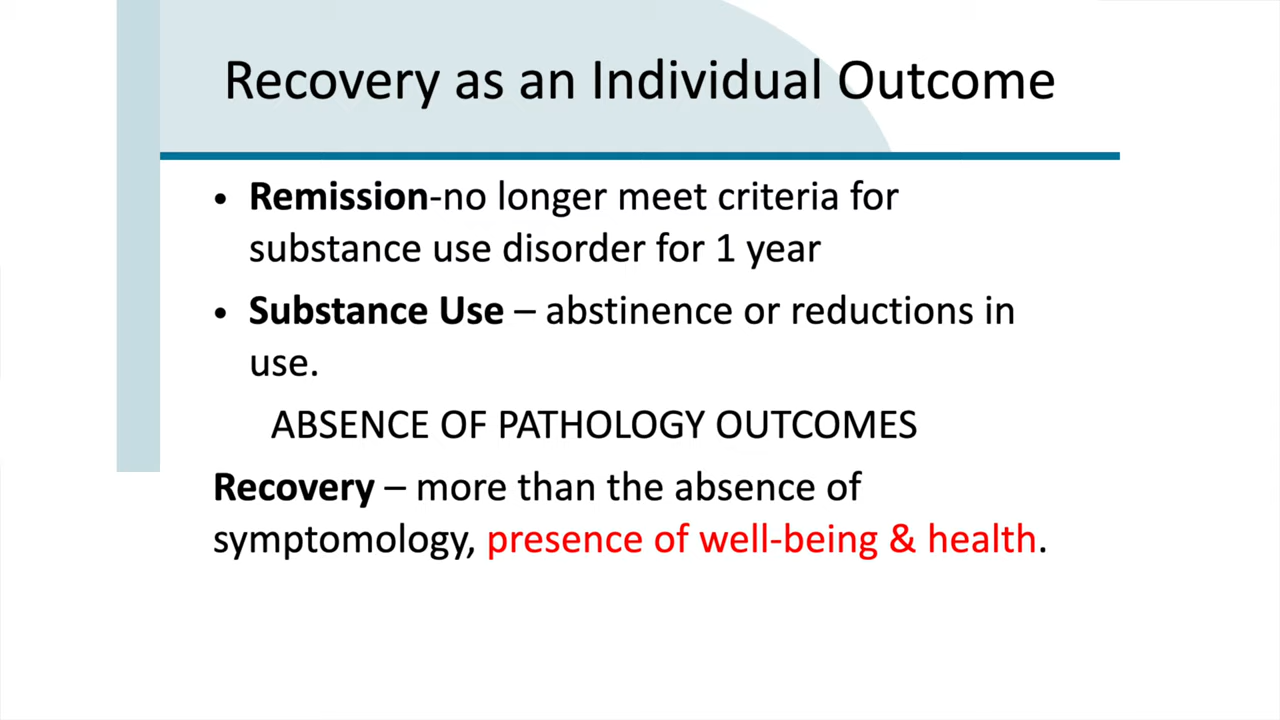 Recovery as an Individual Outcome
• Remission-no longer meet criteria for
substance use disorder for 1 year
• Substance Use – abstinence or reductions in
use.
ABSENCE OF PATHOLOGY OUTCOMES
Recovery – more than the absence of
symptomology, presence of well-being & health.